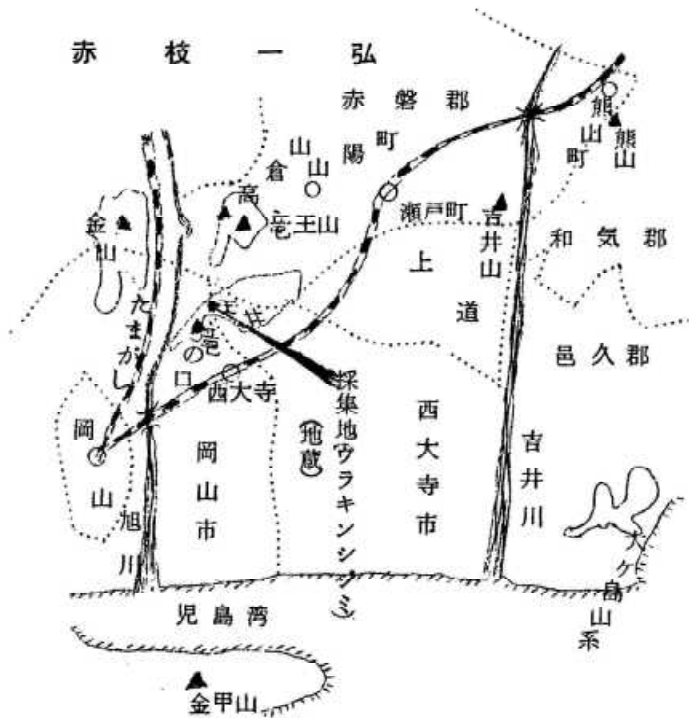 赤枝一弘
赤磐郡
熊山町
熊山
山陽町
高倉山
竜王山
金山
瀬戸町
吉井山
和気郡
上道
たまがし
竜の口
西大寺
邑久郡
採集地(ウラキンシジミ)
(地蔵)
岡山
岡山市
旭川
西大寺市
吉井川
大ヶ島山系
児島湾
金甲山